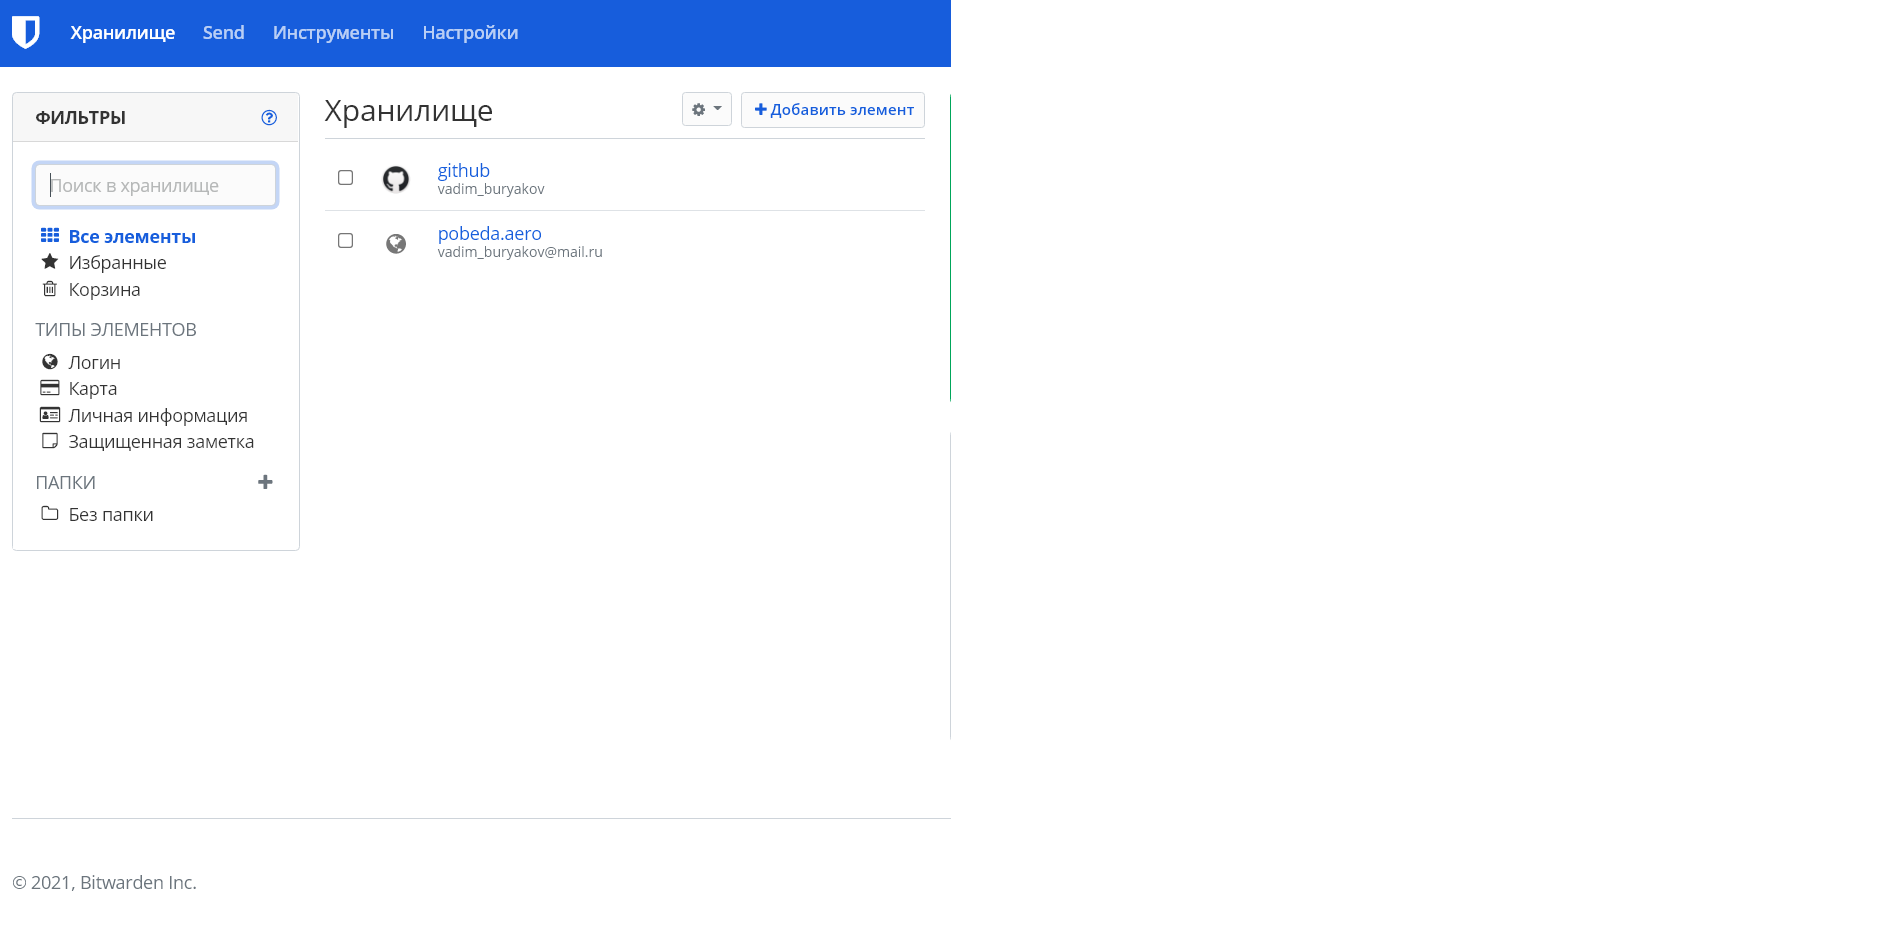 Хранилище Send Инструменты Настройки
ФИЛЬТРЫ
Поиск в хранилище
Все элементы
Избранные
Корзина
ТИПЫ ЭЛЕМЕНТОВ
Логин
Карта
Личная информация
Защищенная заметка
ПАПКИ
Без папки
Хранилище
Добавить элемент
github
vadim_buryakov
pobeda.aero
vadim_buryakov@mail.ru
© 2021, Bitwarden Inc.